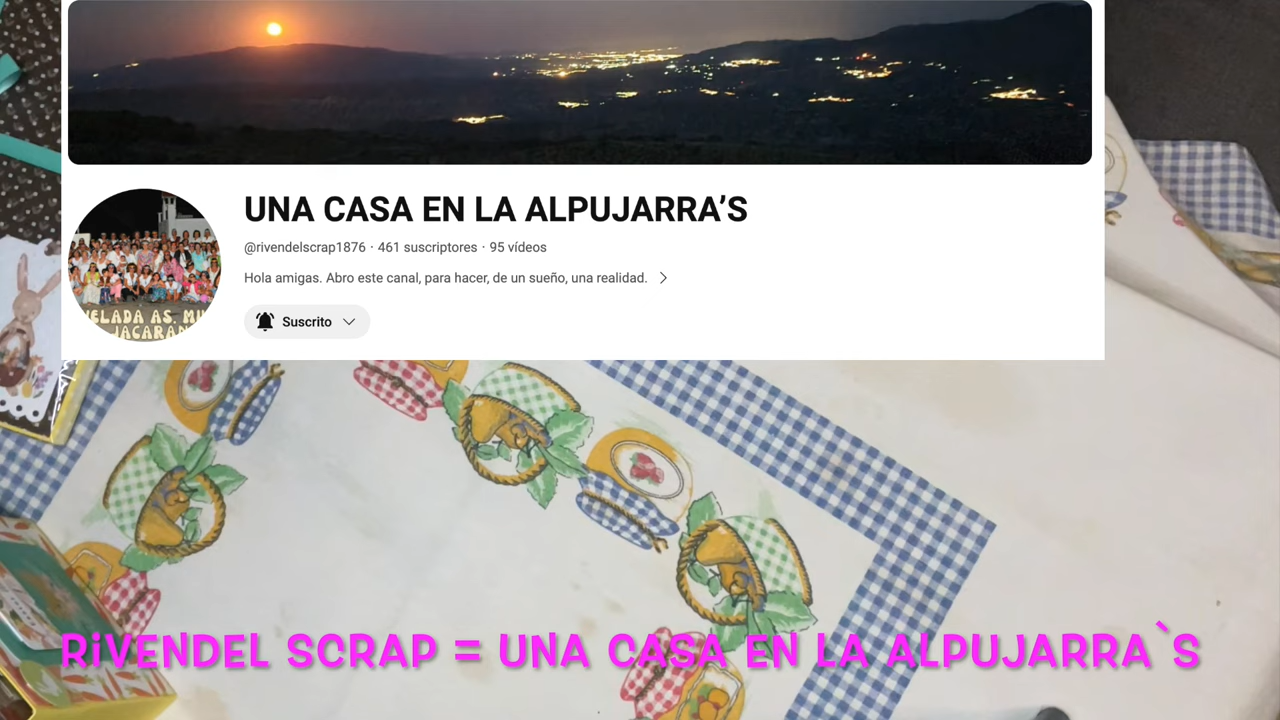 UNA CASA EN LA ALPUJARRA’S
@rivendelscrap1876 · 461 suscriptores · 95 vídeos
Hola amigas. Abro este canal, para hacer, de un sueño, una realidad.
Suscrito
RiVENDEL SCRAP = UNA CASA EN LA ALPUJARRA`S